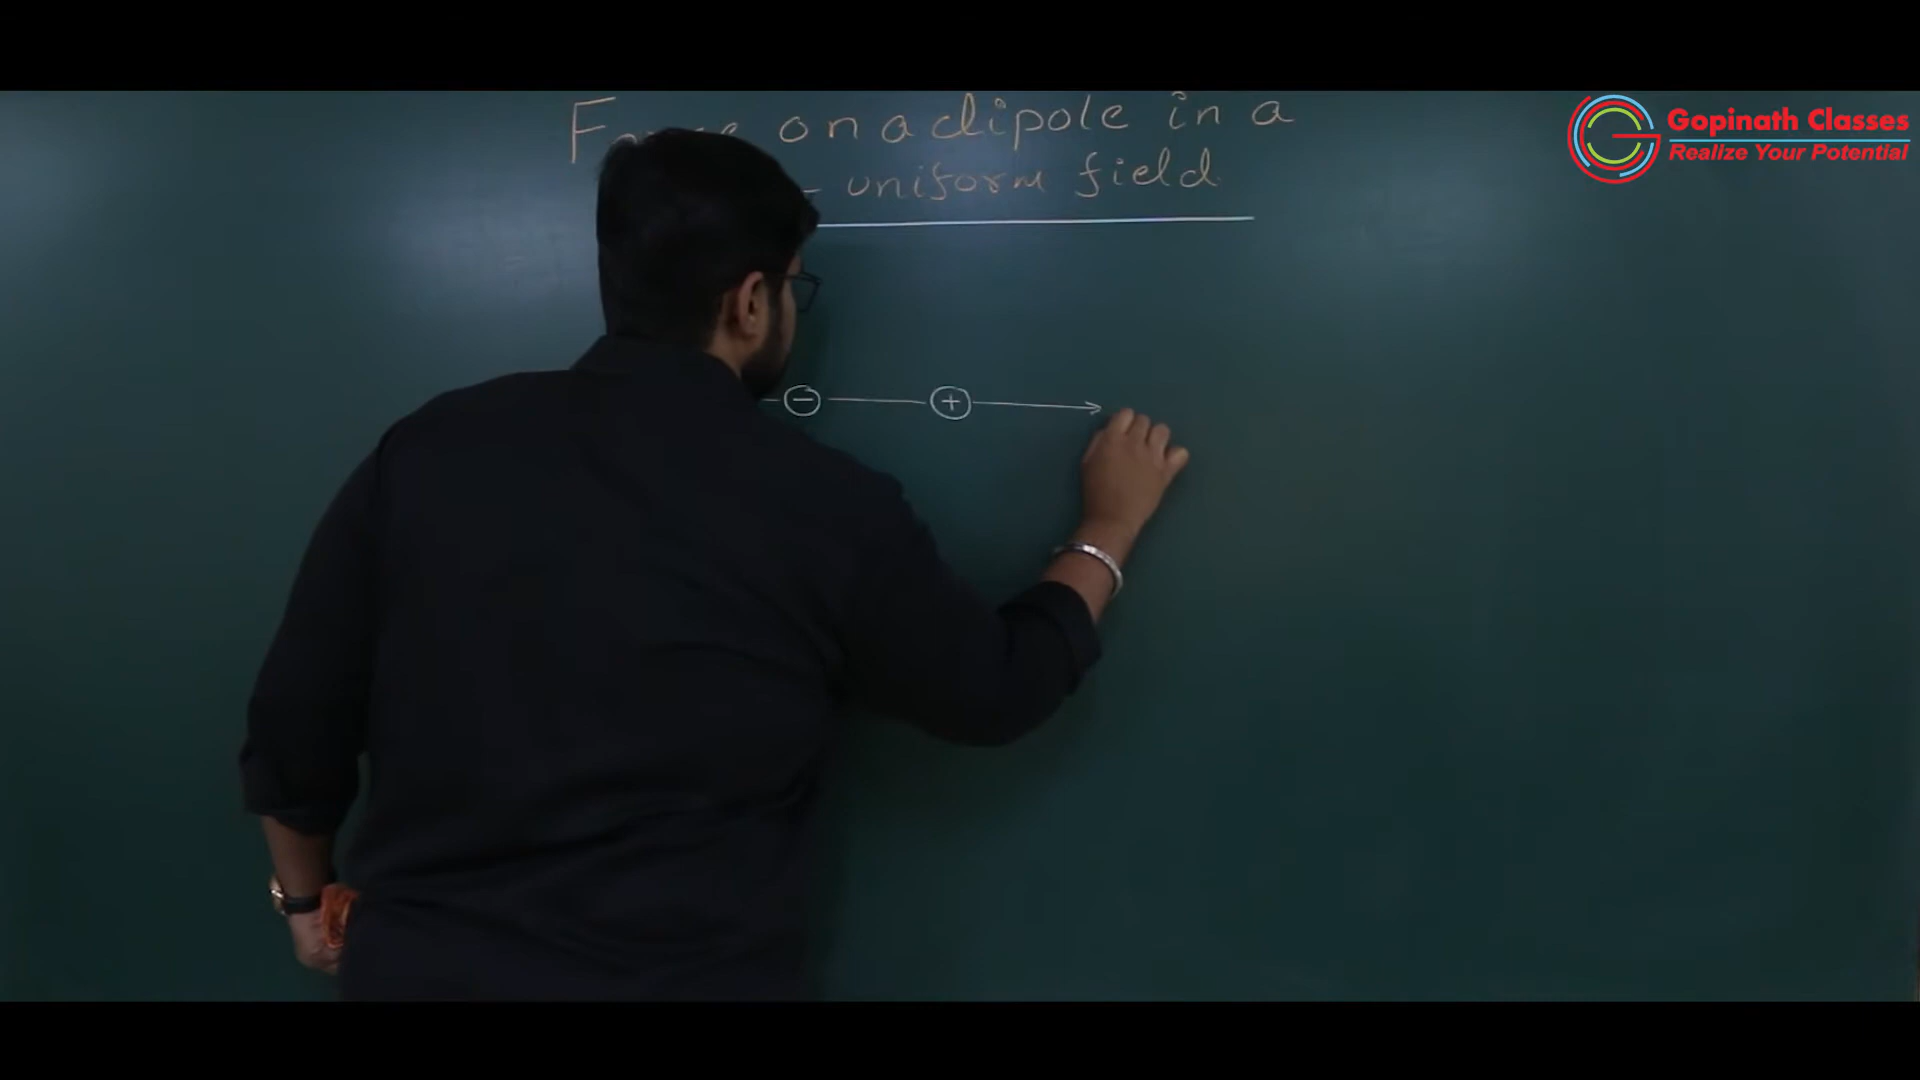 on a dipole in a
- uniform field
⊖ ⊕
Gopinath Classes
Realize Your Potential